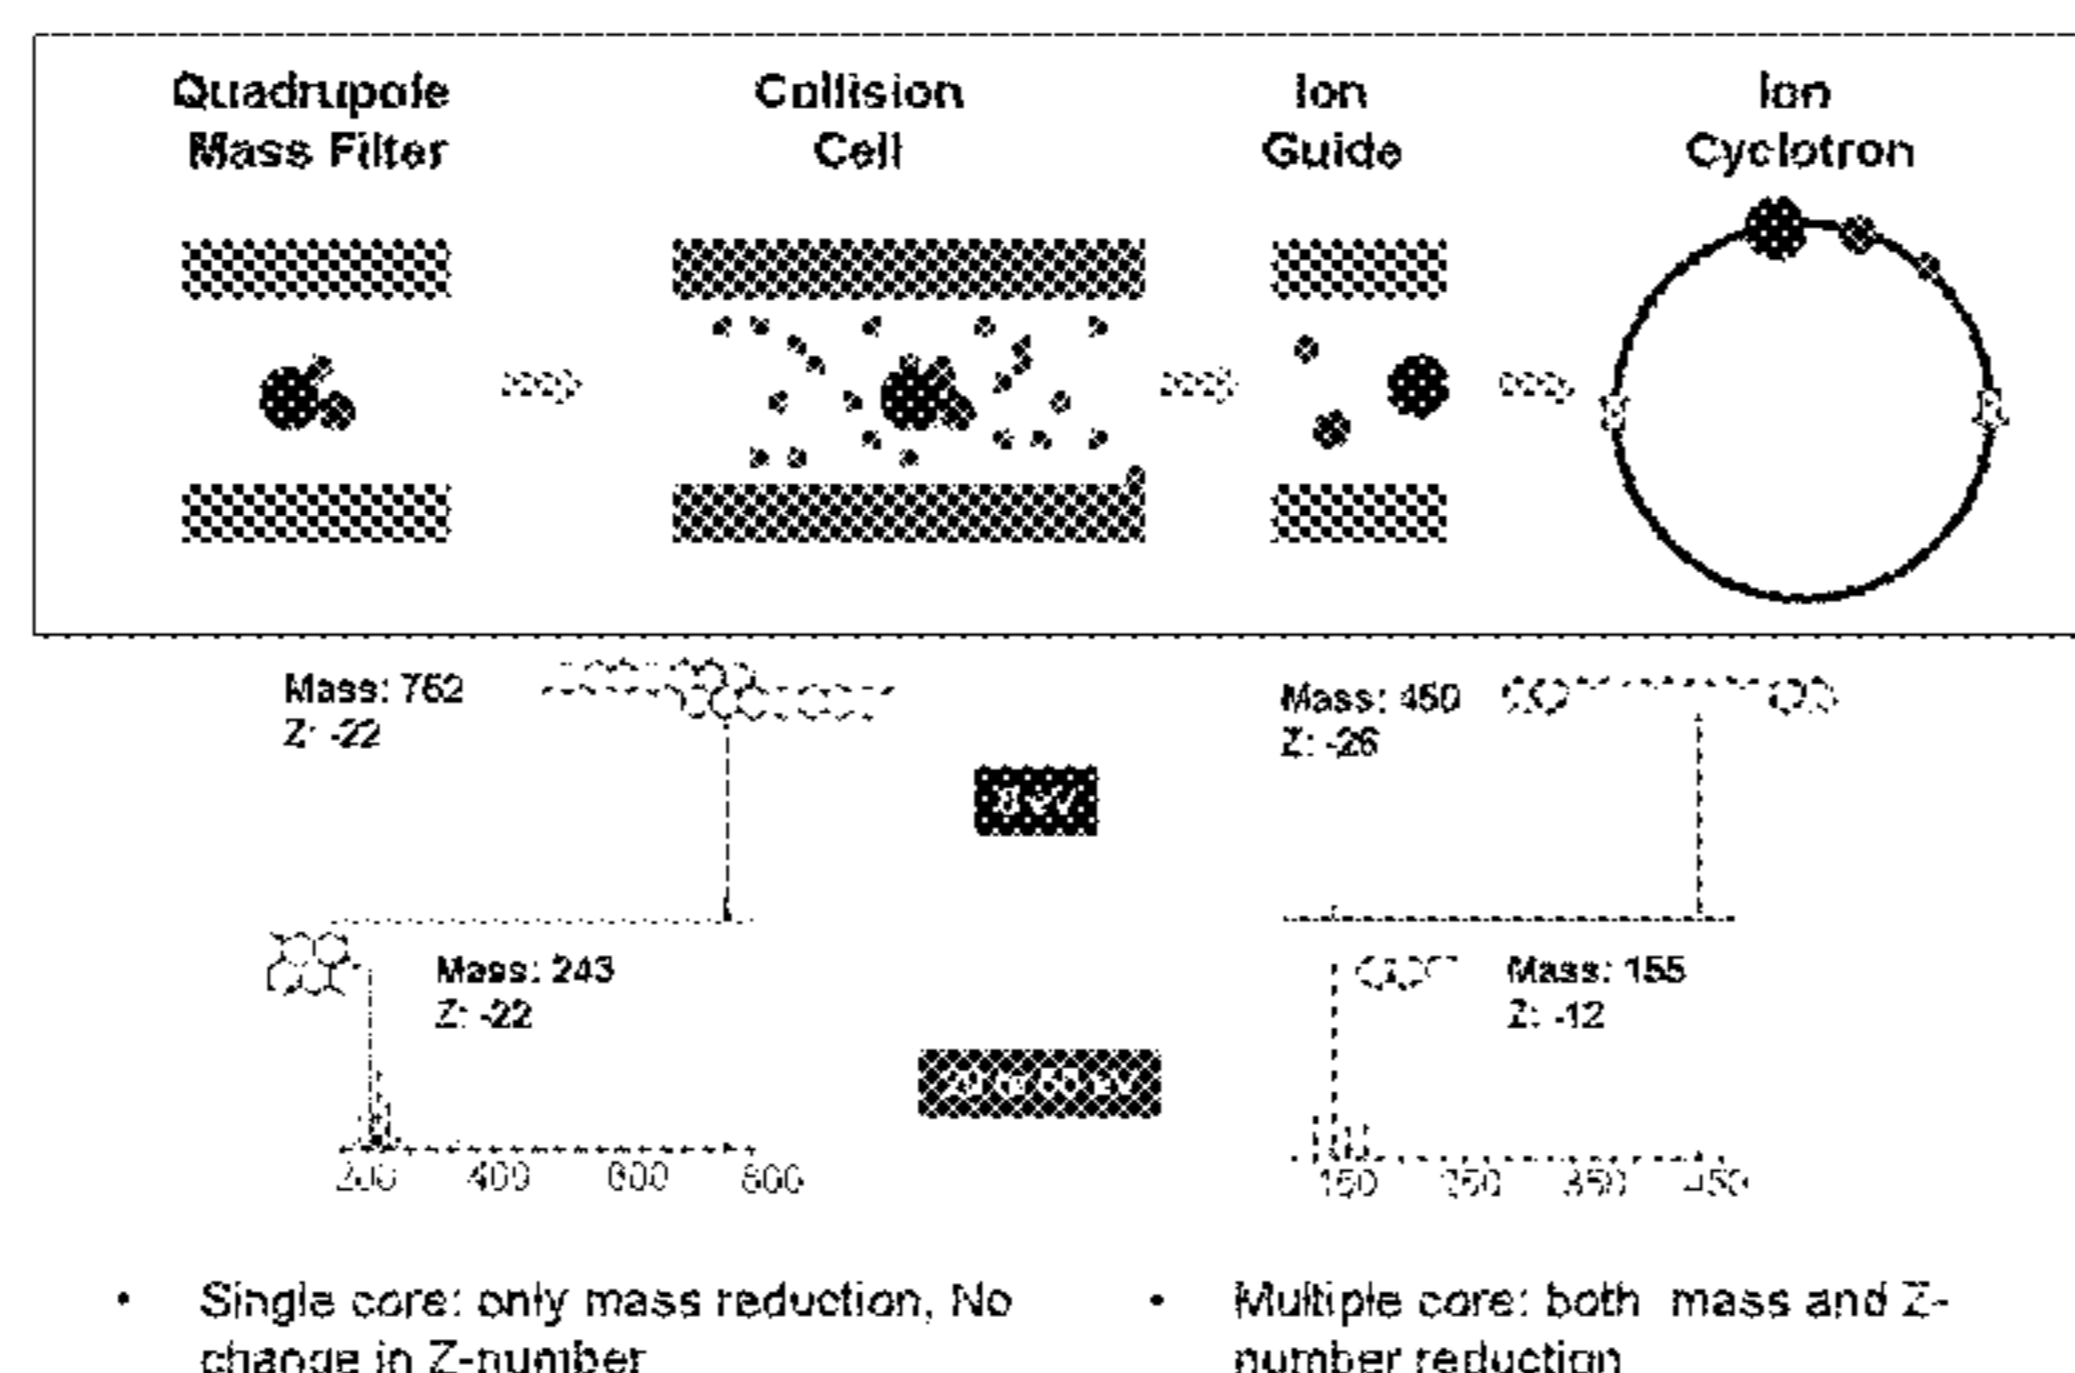 Quadrupole
Mass Filter
Collision
Cell
Ion
Guide
Ion
Cyclotron
Mass: 762
Z: -22
Mass: 450
Z: -26
8 eV
Mass: 243
Z: -22
Mass: 155
Z: -12
200 400 600 800
150 250 350 450
• Single core: only mass reduction, No
change in Z-number
• Multiple core: both mass and Z-
number reduction